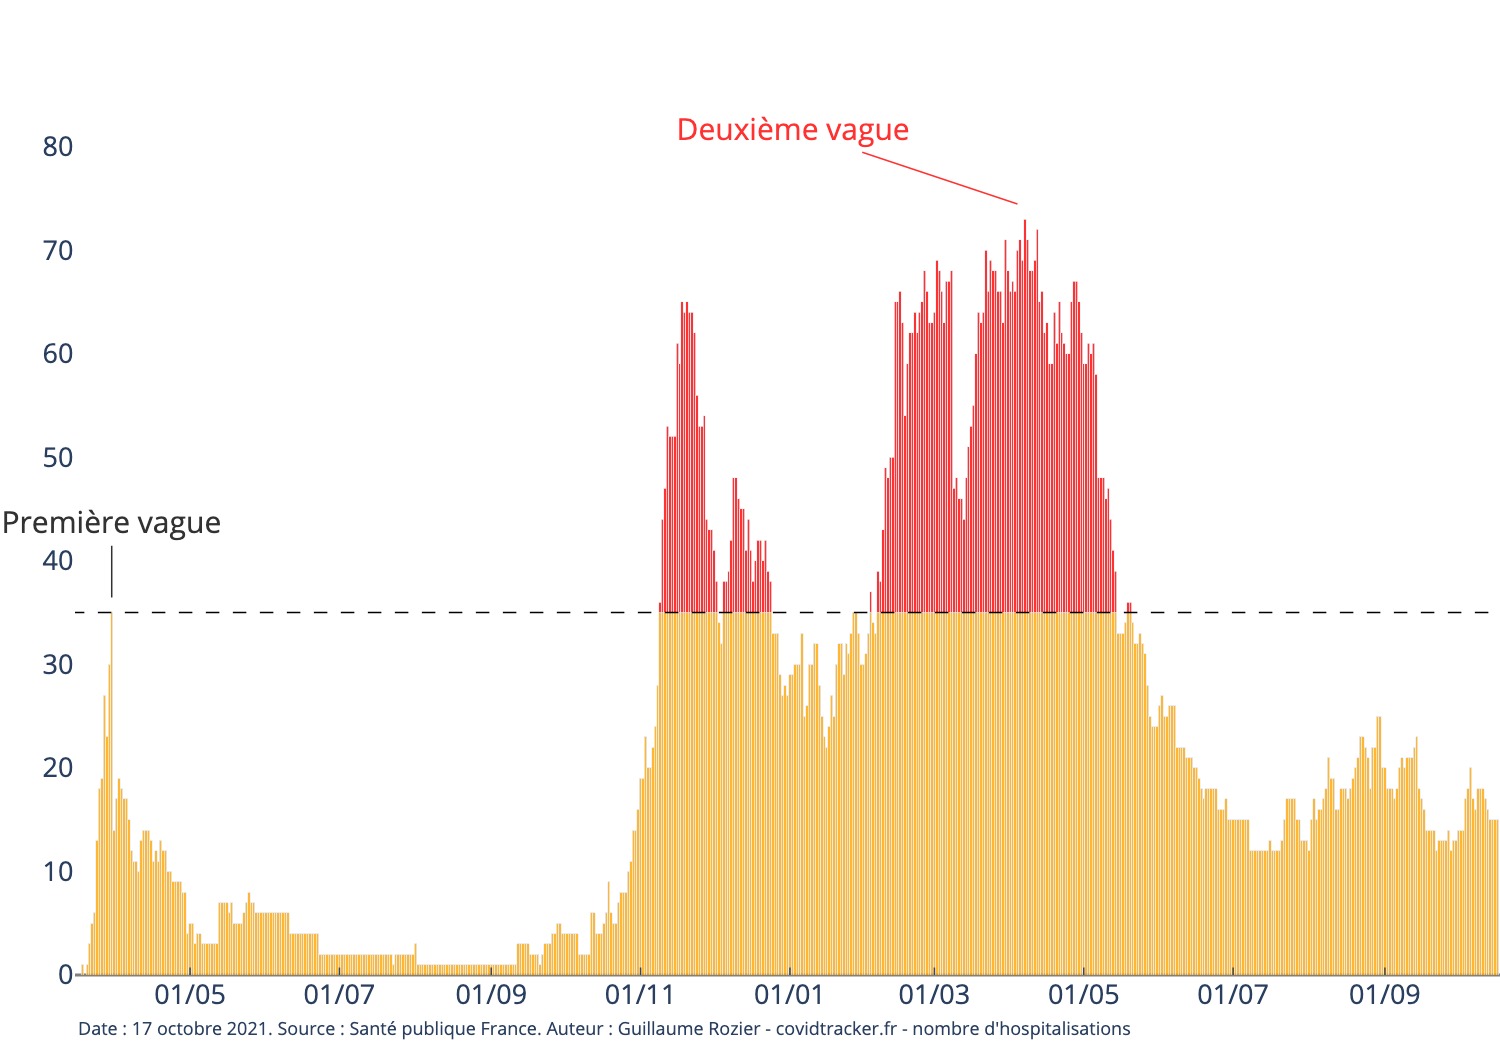 Deuxième vague
80
70
60
50
Première vague
40
30
20
10
0
01/05 01/07 01/09 01/11 01/01 01/03 01/05 01/07 01/09
Date : 17 octobre 2021. Source : Santé publique France. Auteur : Guillaume Rozier - covidtracker.fr - nombre d'hospitalisations